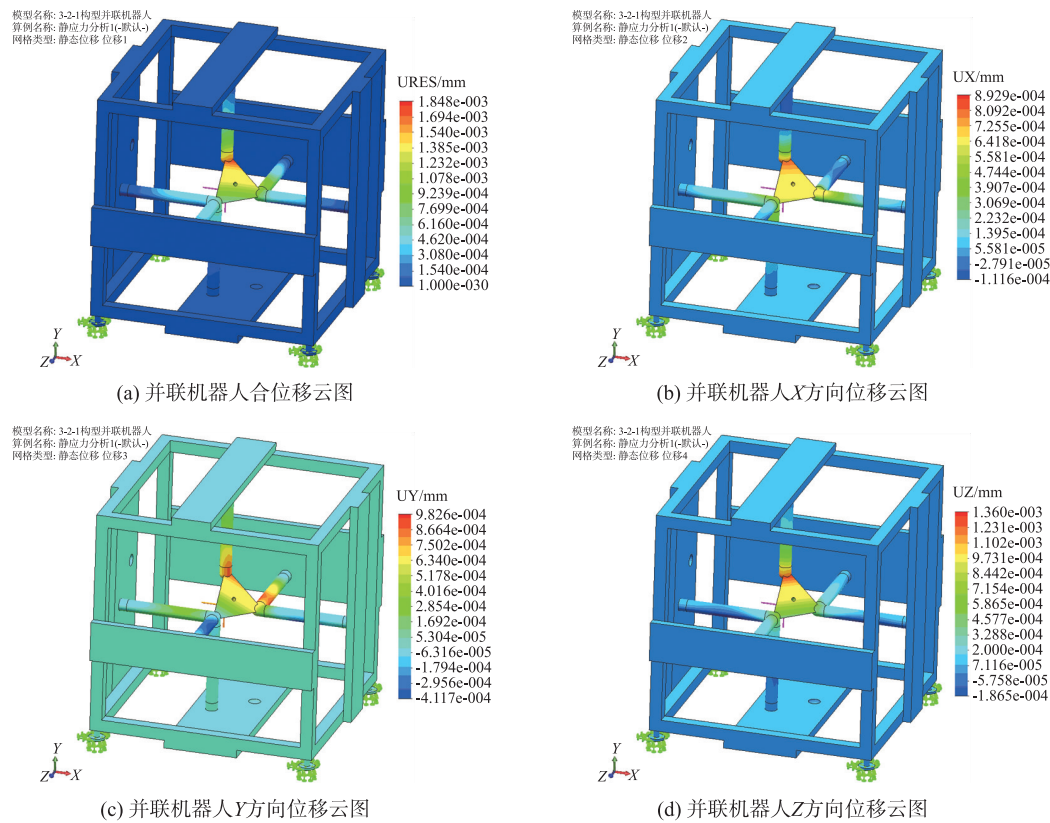 模型名称: 3-2-1构型并联机器人
算例名称: 静应力分析1(-默认-)
网格类型: 静态位移 位移1
URES/mm
1.848e-003
1.694e-003
1.540e-003
1.385e-003
1.232e-003
1.078e-003
9.239e-004
7.699e-004
6.160e-004
4.620e-004
3.080e-004
1.540e-004
1.000e-030
Y
Z X
(a) 并联机器人合位移云图
模型名称: 3-2-1构型并联机器人
算例名称: 静应力分析1(-默认-)
网格类型: 静态位移 位移2
UX/mm
8.929e-004
8.092e-004
7.255e-004
6.418e-004
5.581e-004
4.744e-004
3.907e-004
3.069e-004
2.232e-004
1.395e-004
5.581e-005
-2.791e-005
-1.116e-004
Y
Z X
(b) 并联机器人X方向位移云图
模型名称: 3-2-1构型并联机器人
算例名称: 静应力分析1(-默认-)
网格类型: 静态位移 位移3
UY/mm
9.826e-004
8.664e-004
7.502e-004
6.340e-004
5.178e-004
4.016e-004
2.854e-004
1.692e-004
5.304e-005
-6.316e-005
-1.794e-004
-2.956e-004
-4.117e-004
Y
Z X
(c) 并联机器人Y方向位移云图
模型名称: 3-2-1构型并联机器人
算例名称: 静应力分析1(-默认-)
网格类型: 静态位移 位移4
UZ/mm
1.360e-003
1.231e-003
1.102e-003
9.731e-004
8.442e-004
7.154e-004
5.865e-004
4.577e-004
3.288e-004
2.000e-004
7.116e-005
-5.758e-005
-1.865e-004
Y
Z X
(d) 并联机器人Z方向位移云图